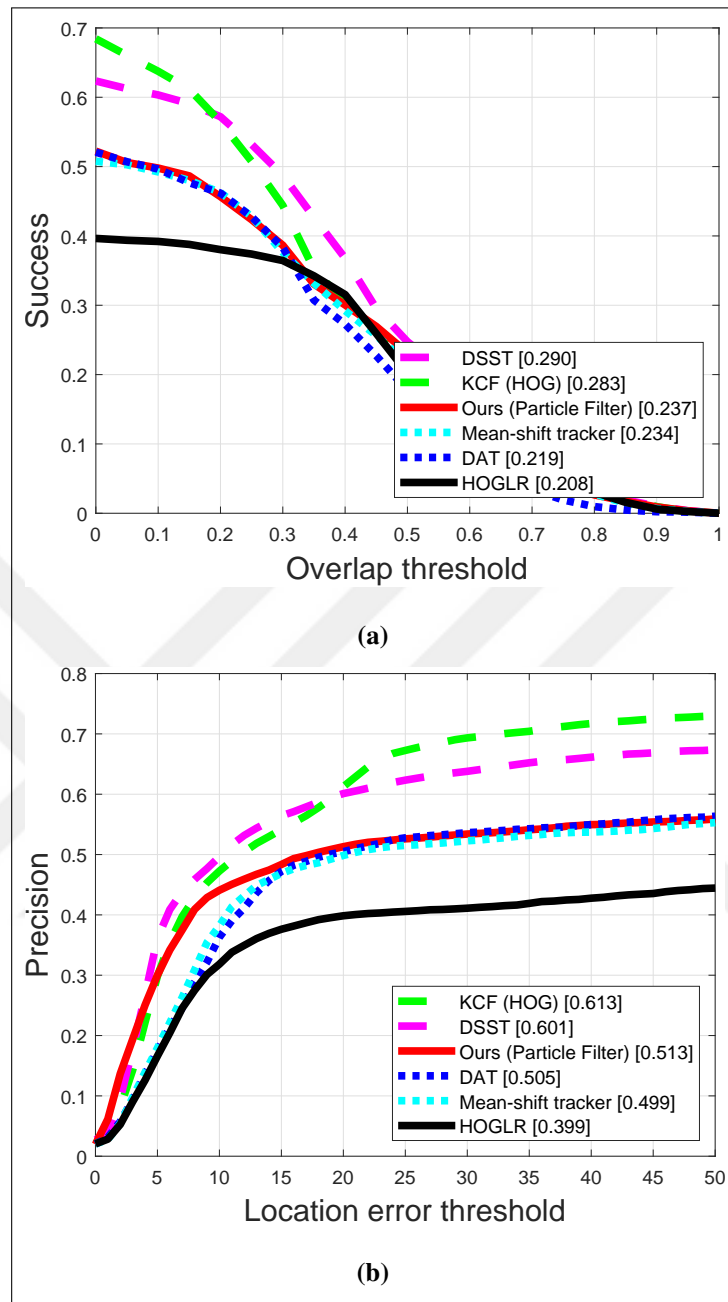 0.7
0.6
0.5
0.4
0.3
0.2
0.1
0
Success
DSST [0.290]
KCF (HOG) [0.283]
Ours (Particle Filter) [0.237]
Mean-shift tracker [0.234]
DAT [0.219]
HOGLR [0.208]
0 0.1 0.2 0.3 0.4 0.5 0.6 0.7 0.8 0.9 1
Overlap threshold
(a)
0.8
0.7
0.6
0.5
0.4
0.3
0.2
0.1
0
Precision
KCF (HOG) [0.613]
DSST [0.601]
Ours (Particle Filter) [0.513]
DAT [0.505]
Mean-shift tracker [0.499]
HOGLR [0.399]
0 5 10 15 20 25 30 35 40 45 50
Location error threshold
(b)